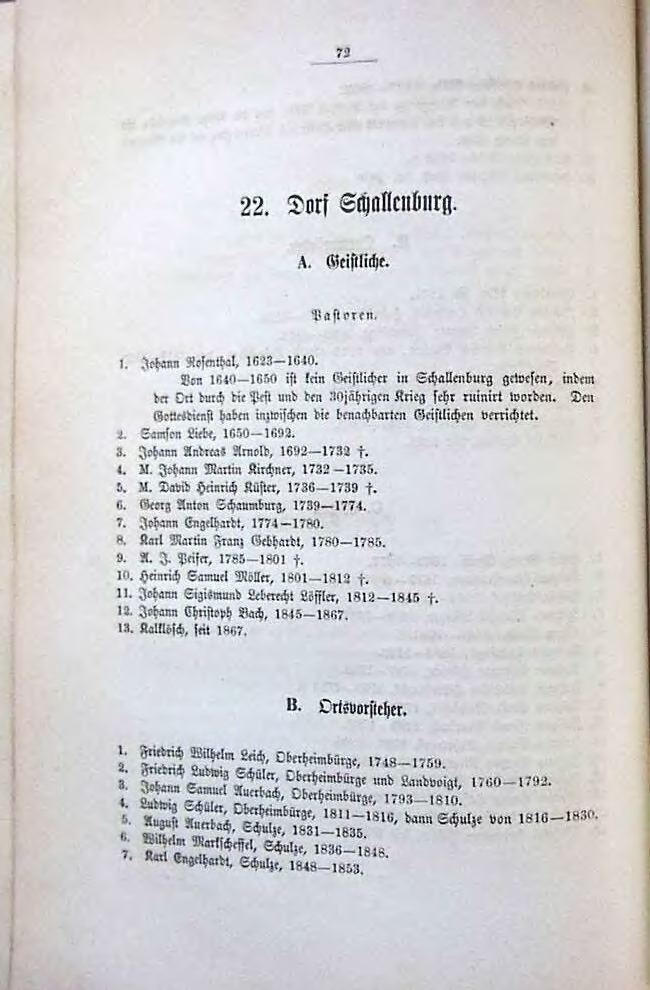 72
22. Dorf Schallenburg.
A. Geistliche.
Pastoren.
1. Johann Rosenthal, 1623—1640.
Von 1640—1650 ist kein Geistlicher in Schallenburg gewesen, indem
der Ort durch die Pest und den 30jährigen Krieg sehr ruinirt worden. Den
Gottesdienst haben inzwischen die benachbarten Geistlichen verrichtet.
2. Samson Liebe, 1650—1692.
3. Johann Andreas Arnold, 1692—1732 †.
4. M. Johann Martin Kirchner, 1732—1735.
5. M. David Heinrich Küster, 1736—1739 †.
6. Georg Anton Schaumburg, 1739—1774.
7. Johann Engelhardt, 1774—1780.
8. Karl Martin Franz Gebhardt, 1780—1785.
9. A. J. Peiser, 1785—1801 †.
10. Heinrich Samuel Möller, 1801—1812 †.
11. Johann Sigismund Leberecht Löffler, 1812—1845 †.
12. Johann Christoph Bach, 1845—1867.
13. Kalklösch, seit 1867.
B. Ortsvorsteher.
1. Friedrich Wilhelm Leich, Oberheimbürge, 1748—1759.
2. Friedrich Ludwig Schüler, Oberheimbürge und Landvoigt, 1760—1792.
3. Johann Samuel Auerbach, Oberheimbürge, 1793—1810.
4. Ludwig Schüler, Oberheimbürge, 1811—1816, dann Schulze von 1816—1830.
5. August Auerbach, Schulze, 1831—1835.
6. Wilhelm Markscheffel, Schulze, 1836—1848.
7. Karl Engelhardt, Schulze, 1848—1853.